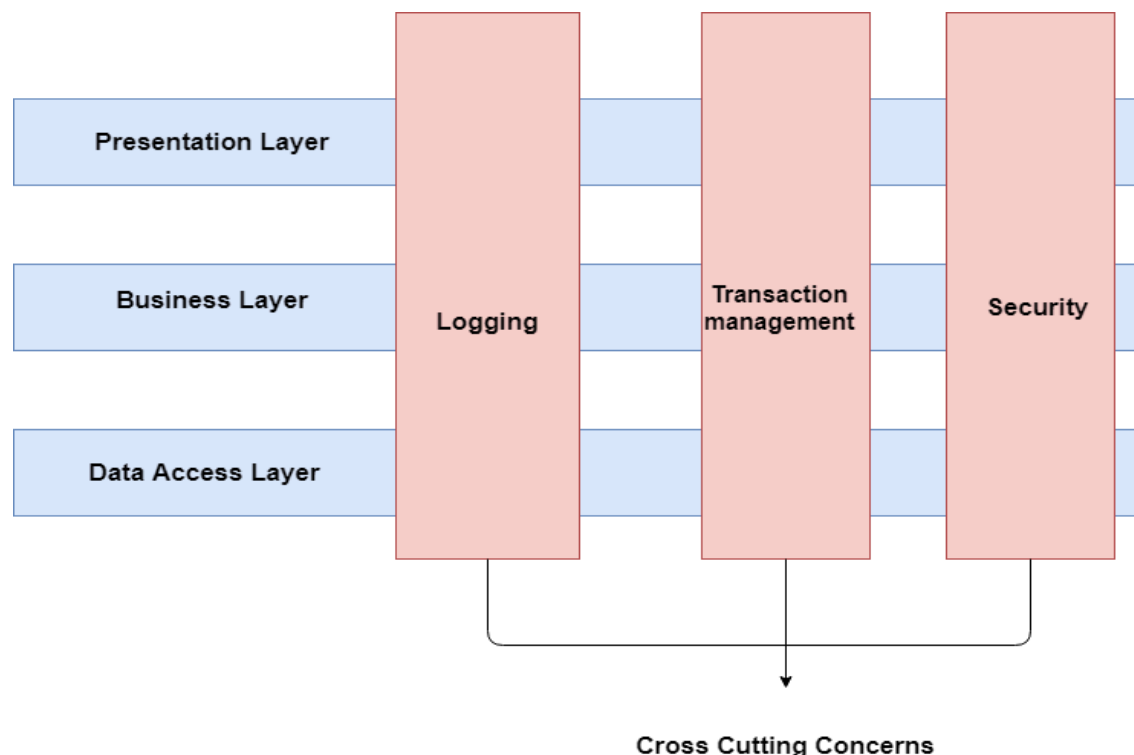 Presentation Layer
Business Layer
Data Access Layer
Logging
Transaction
management
Security
Cross Cutting Concerns